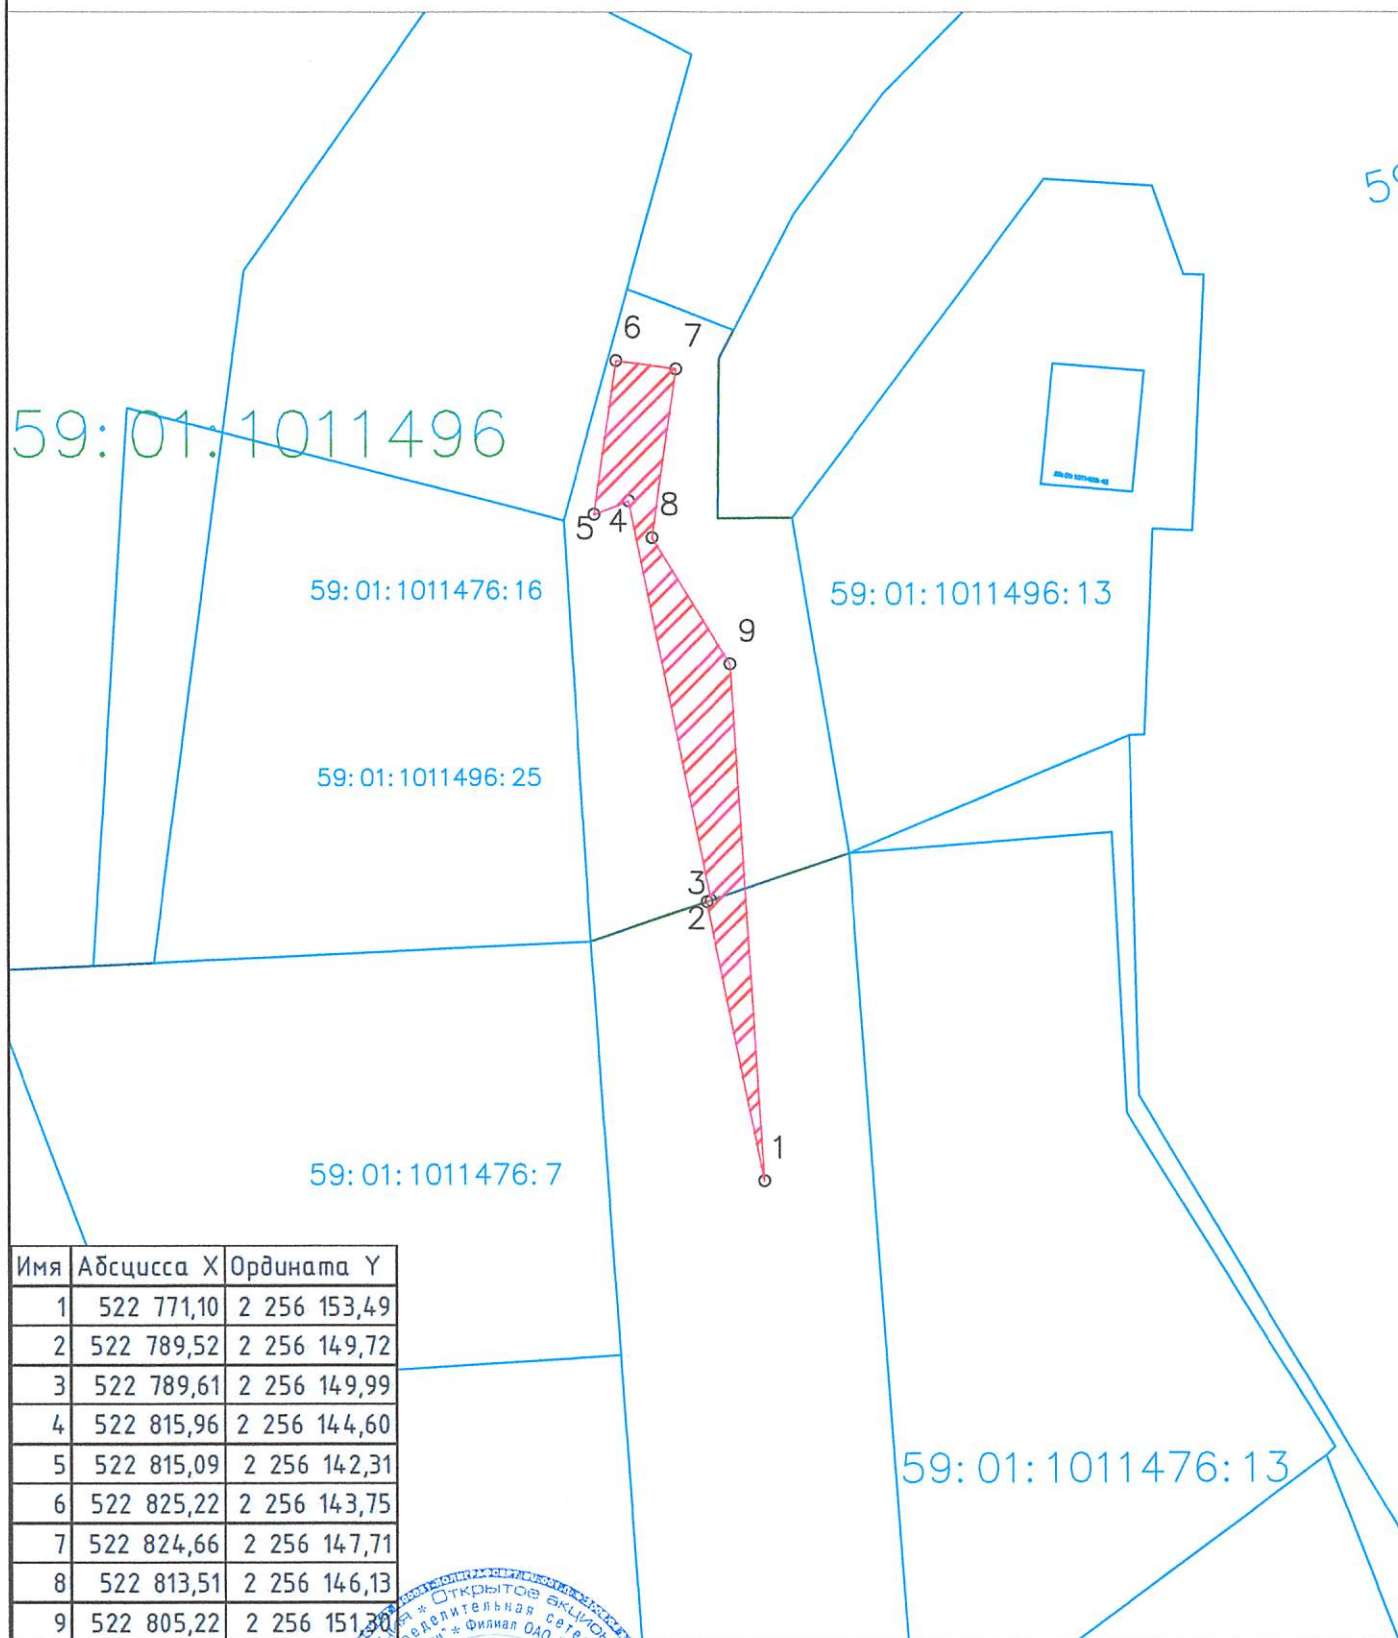 59
6
7
59:01:1011496
5
4
8
59:01:1011476:16
59:01:1011496:13
9
59:01:1011496:25
3
2
1
59:01:1011476:7
Имя Абсцисса X Ордината Y
1 522 771,10 2 256 153,49
2 522 789,52 2 256 149,72
3 522 789,61 2 256 149,99
4 522 815,96 2 256 144,60
5 522 815,09 2 256 142,31
6 522 825,22 2 256 143,75
7 522 824,66 2 256 147,71
8 522 813,51 2 256 146,13
9 522 805,22 2 256 151,30
59:01:1011476:13
* Открытое акцион
сете
* Филиал ОАО